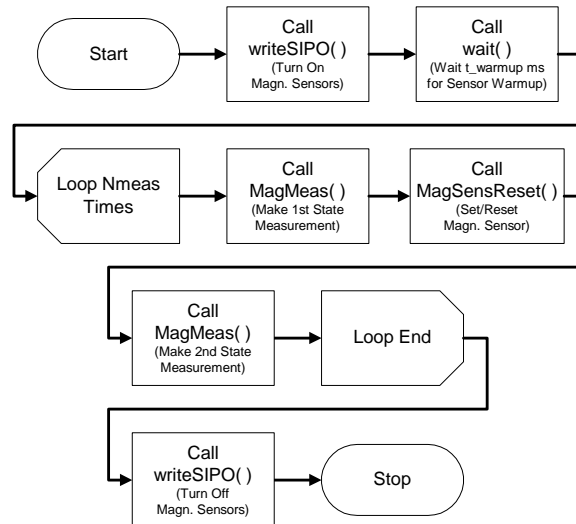 Start
Call
writeSIPO( )
(Turn On
Magn. Sensors)
Call
wait( )
(Wait t_warmup ms
for Sensor Warmup)
Loop Nmeas
Times
Call
MagMeas( )
(Make 1st State
Measurement)
Call
MagSensReset( )
(Set/Reset
Magn. Sensor)
Call
MagMeas( )
(Make 2nd State
Measurement)
Loop End
Call
writeSIPO( )
(Turn Off
Magn. Sensors)
Stop